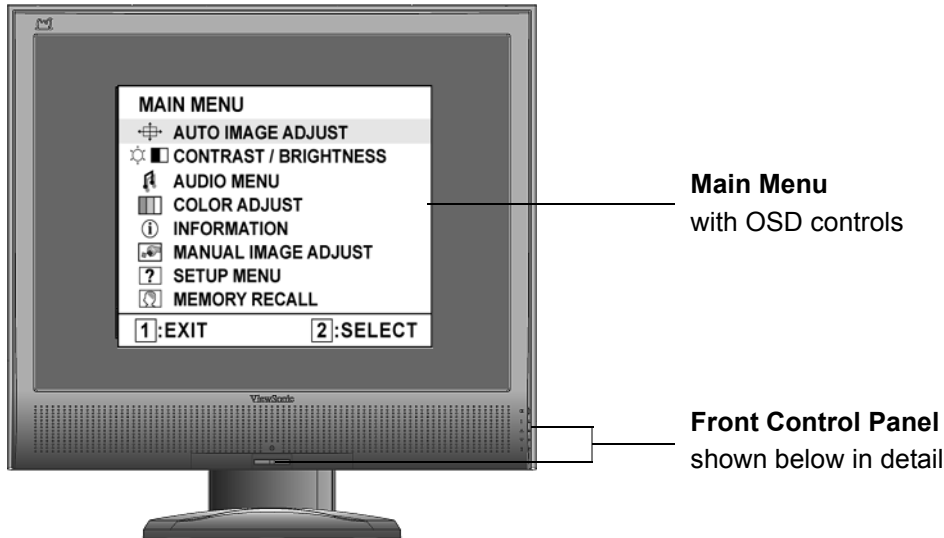 MAIN MENU
AUTO IMAGE ADJUST
CONTRAST / BRIGHTNESS
AUDIO MENU
COLOR ADJUST
INFORMATION
MANUAL IMAGE ADJUST
? SETUP MENU
MEMORY RECALL
1:EXIT 2:SELECT
Main Menu
with OSD controls
ViewSonic
Front Control Panel
shown below in detail